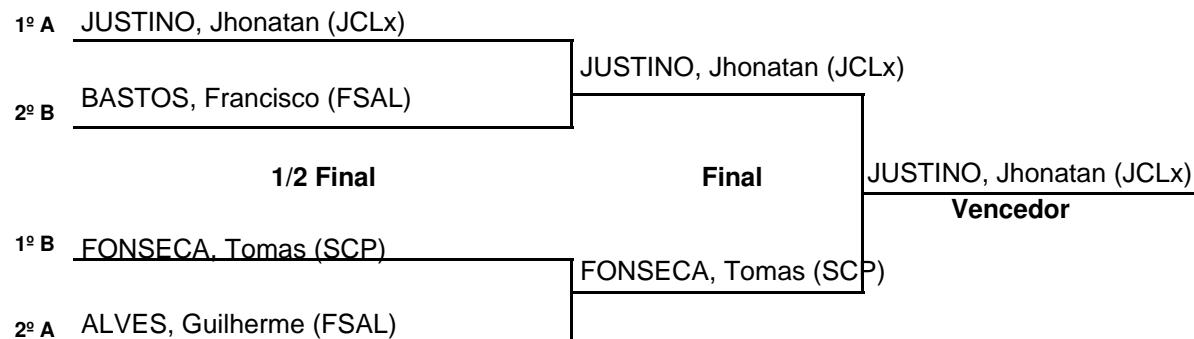 1º A JUSTINO, Jhonatan (JCLx)
JUSTINO, Jhonatan (JCLx)
2º B BASTOS, Francisco (FSAL)
1/2 Final Final JUSTINO, Jhonatan (JCLx)
Vencedor
1º B FONSECA, Tomas (SCP)
FONSECA, Tomas (SCP)
2º A ALVES, Guilherme (FSAL)